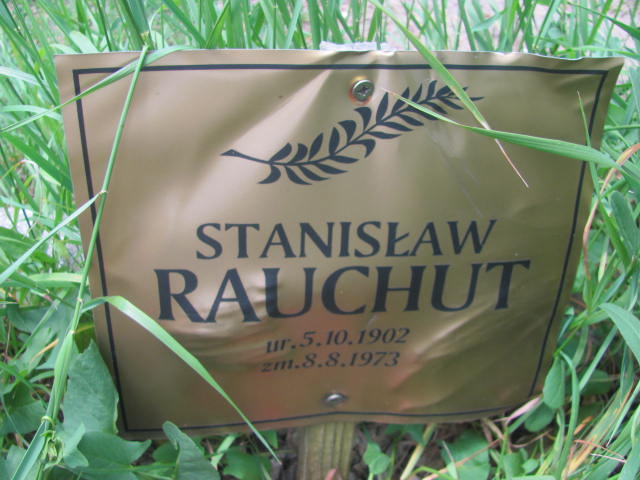 STANISŁAW
RAUCHUT
ur.5.10.1902
zm.8.8.1973